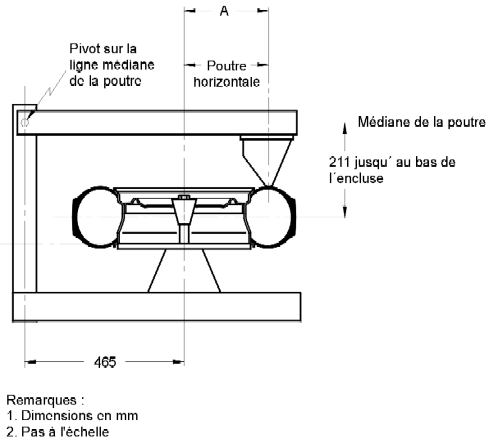 A
Pivot sur la
ligne médiane
de la poutre
Poutre
horizontale
Médiane de la poutre
211 jusqu´ au bas de
l´encluse
465
Remarques :
1. Dimensions en mm
2. Pas à l'échelle